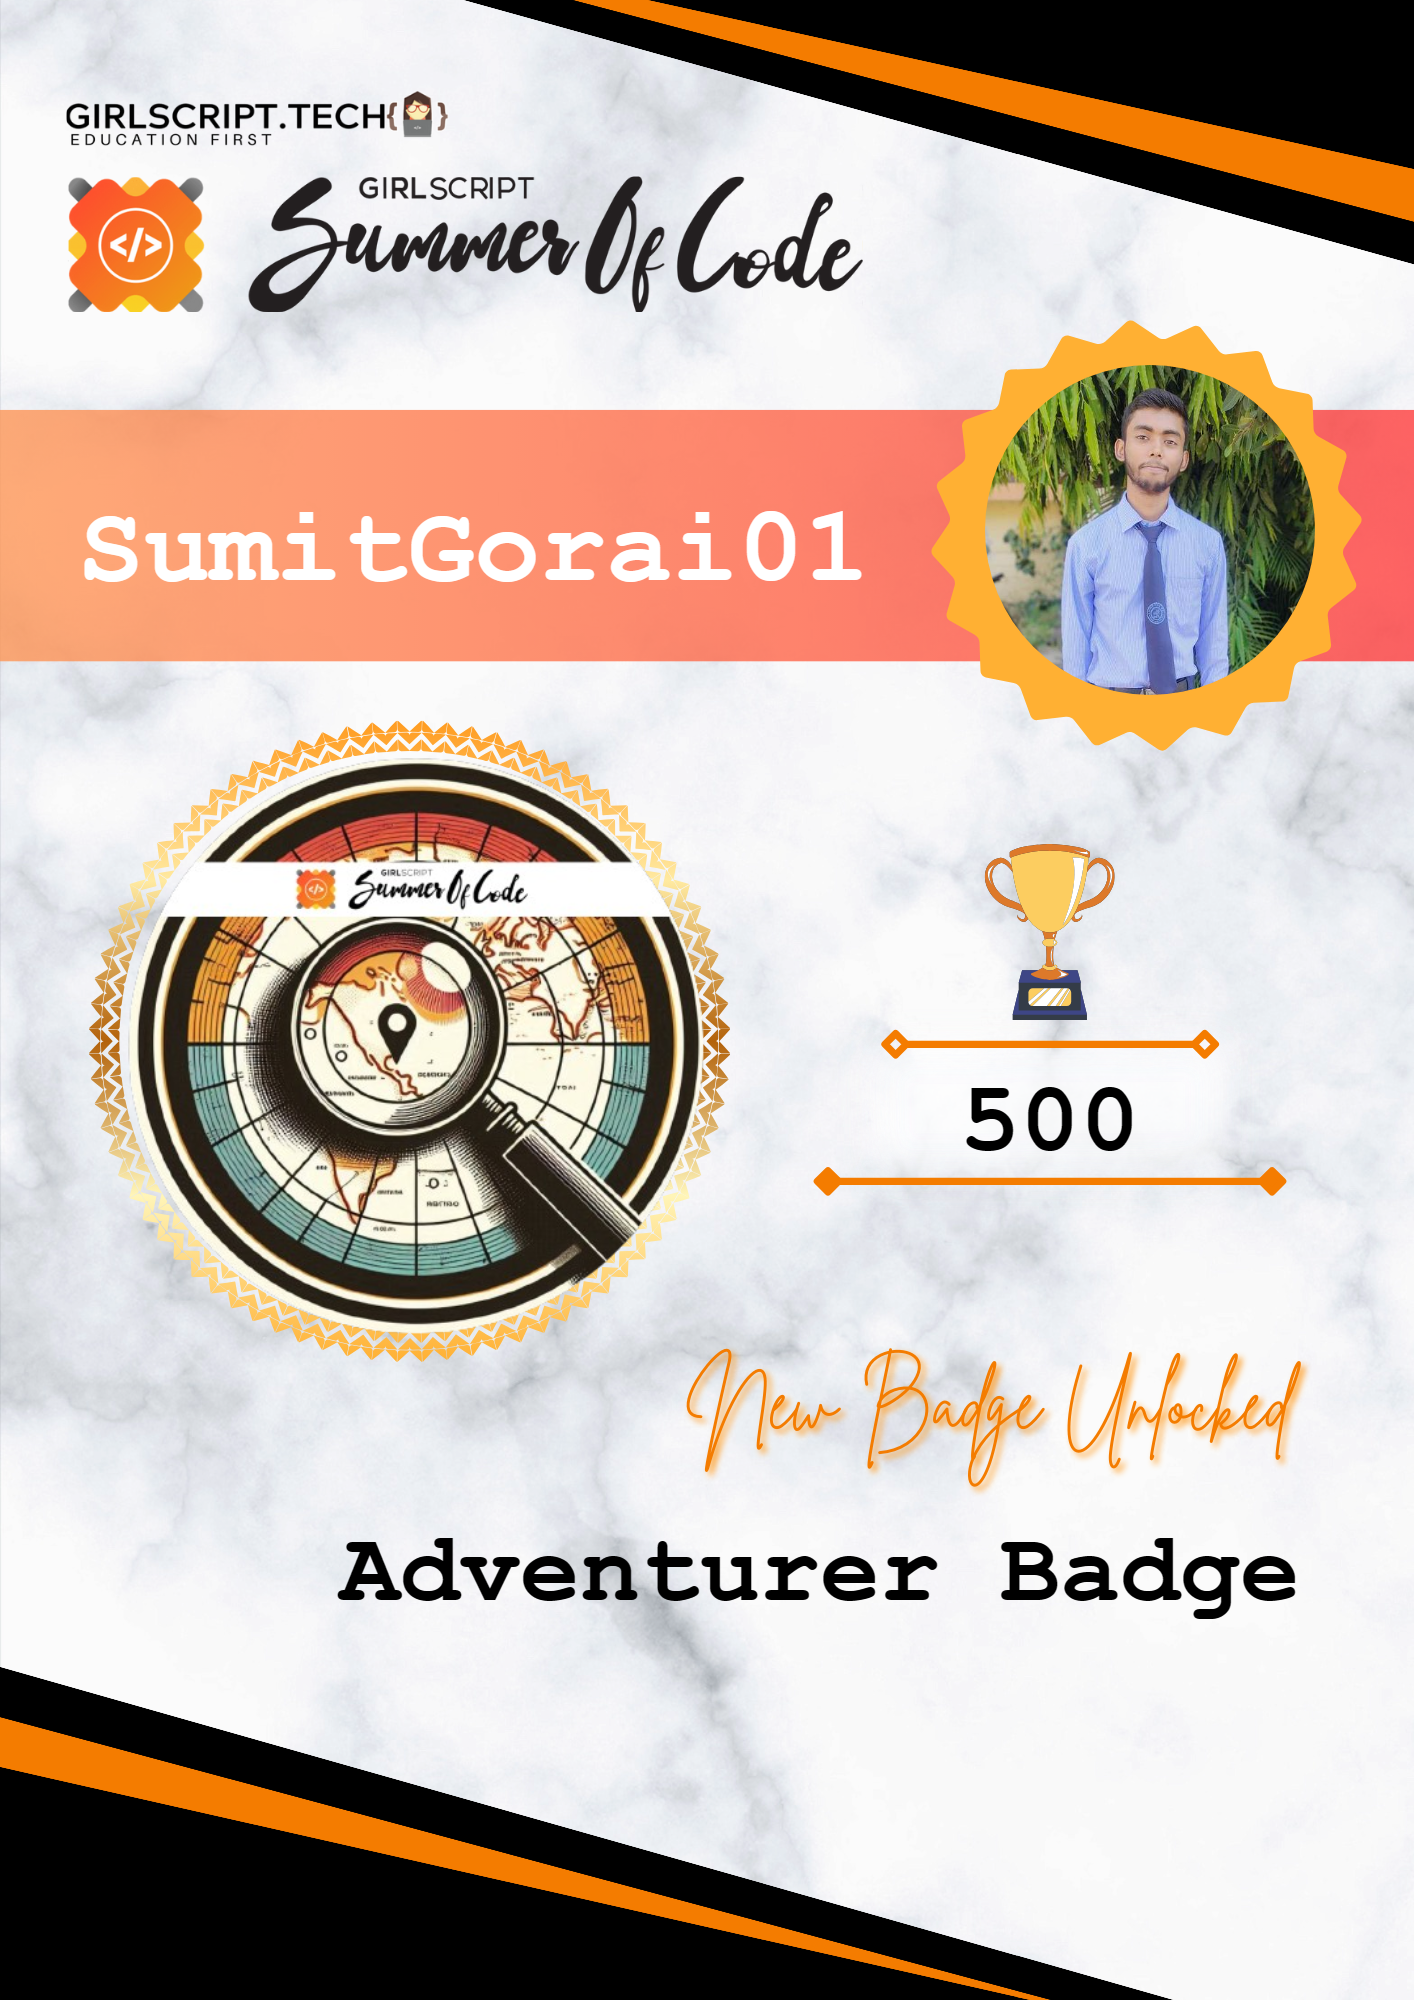 GIRLSCRIPT.TECH{ }
EDUCATION FIRST
</>
GIRLSCRIPT
Summer Of Code
SumitGorai01
</>
GIRLSCRIPT
Summer Of Code
500
New Badge Unlocked
Adventurer Badge